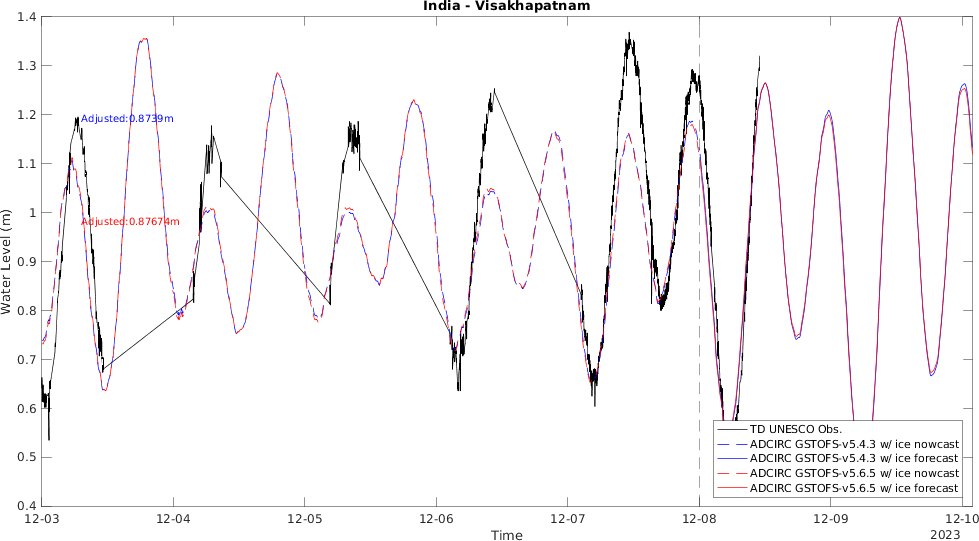 India - Visakhapatnam
1.4
1.3
1.2
1.1
1
0.9
0.8
0.7
0.6
0.5
0.4
Water Level (m)
Adjusted:0.8739m
Adjusted:0.87674m
TD UNESCO Obs.
ADCIRC GSTOFS-v5.4.3 w/ ice nowcast
ADCIRC GSTOFS-v5.4.3 w/ ice forecast
ADCIRC GSTOFS-v5.6.5 w/ ice nowcast
ADCIRC GSTOFS-v5.6.5 w/ ice forecast
12-03 12-04 12-05 12-06 12-07 12-08 12-09 12-10
Time
2023